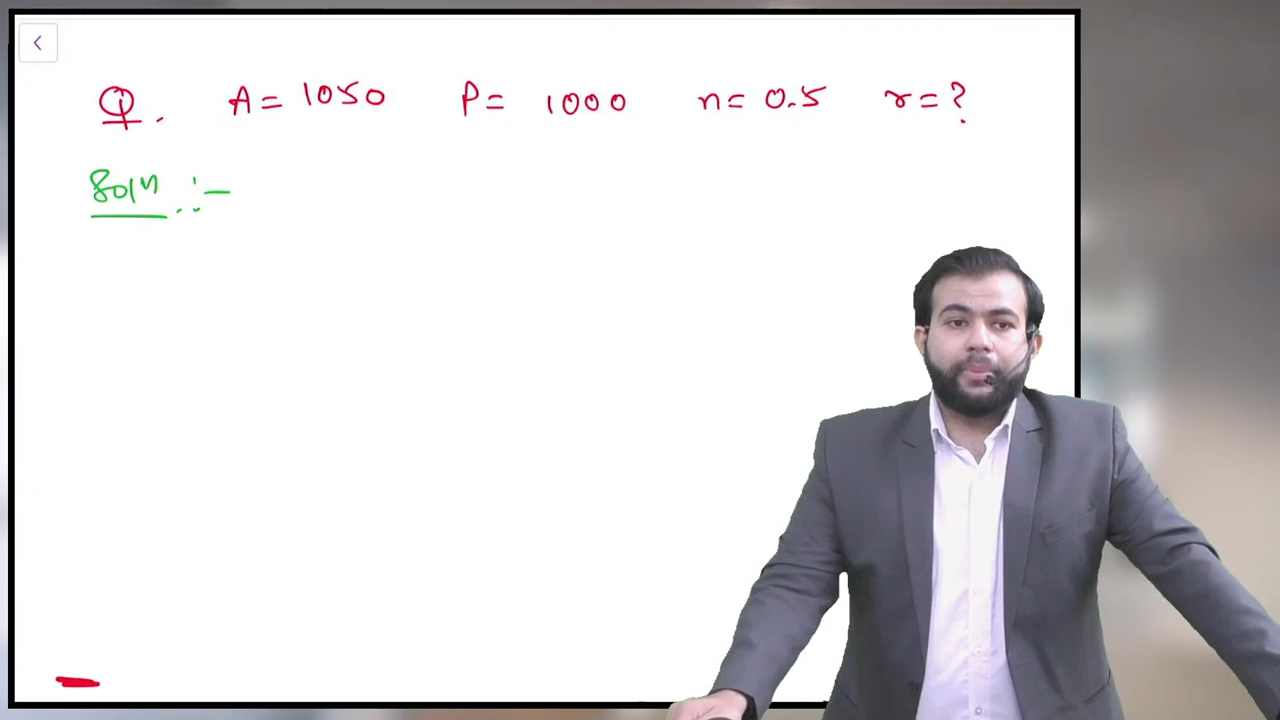 Q. A = 1050 P = 1000 n = 0.5 r = ?
Soln :-